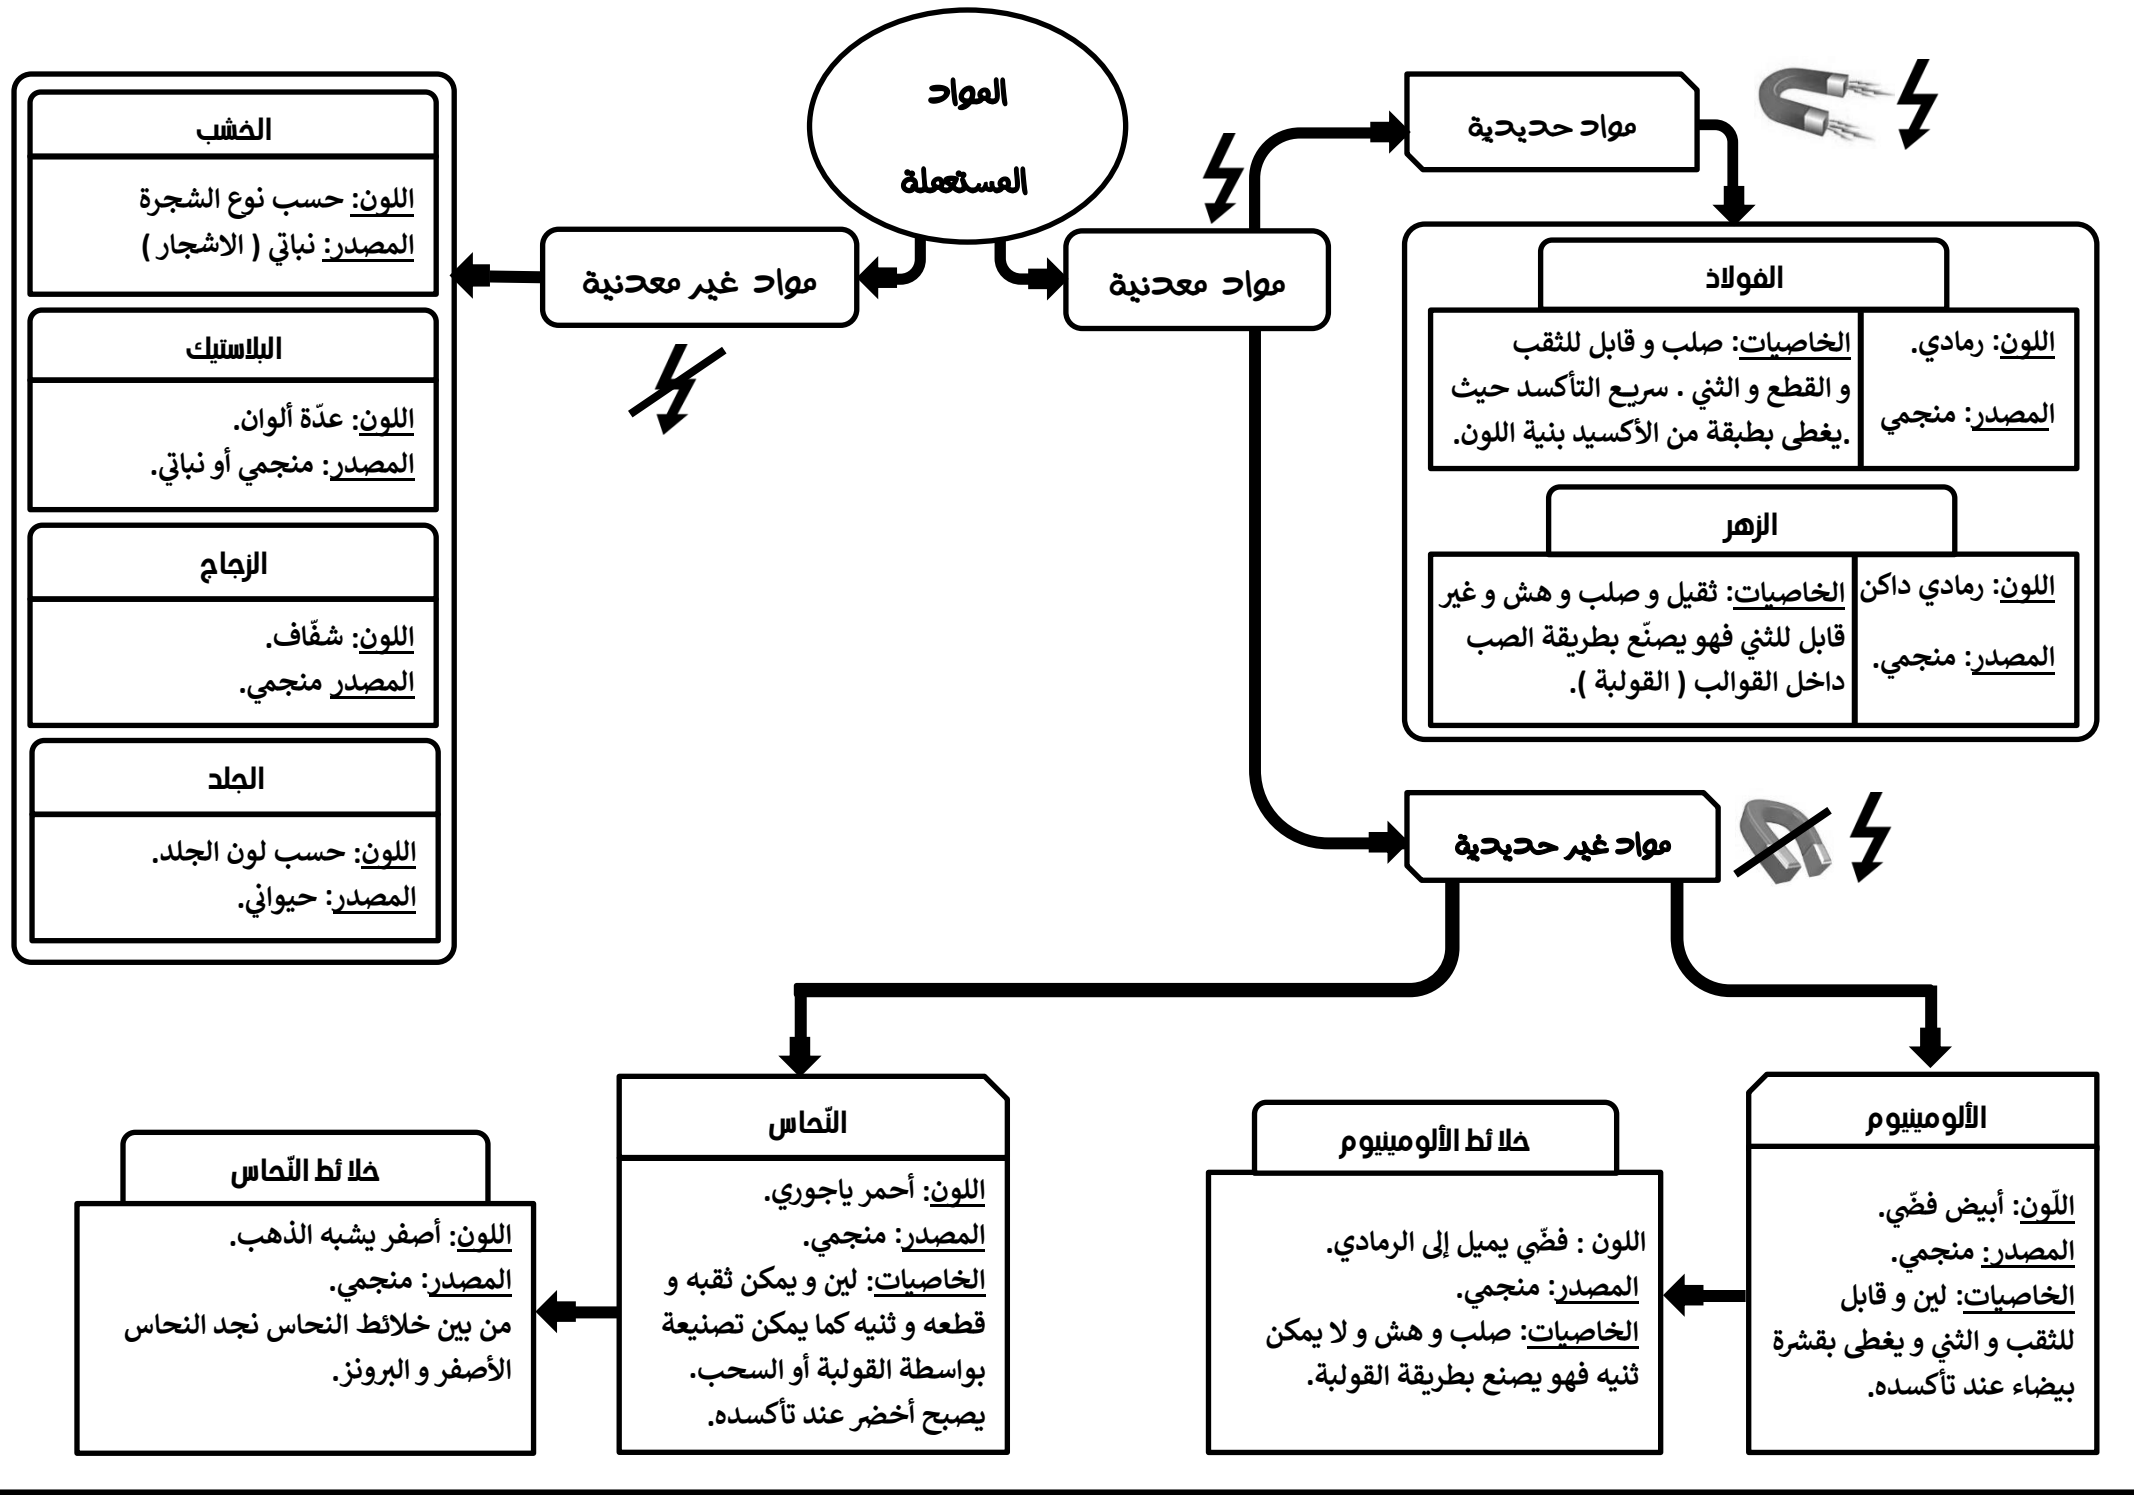 المواد
المستعملة
مواد معدنية
مواد حديدية
الفولاذ
اللون: رمادي.
المصدر: منجمي
الخاصيات: صلب و قابل للثقب
و القطع و الثني . سريع التأكسد حيث
يغطى بطبقة من الأكسيد بنية اللون.
الزهر
اللون: رمادي داكن
المصدر: منجمي.
الخاصيات: ثقيل و صلب و هش و غير
قابل للثني فهو يصنّع بطريقة الصب
داخل القوالب ( القولبة ).
مواد غير حديدية
الألومينيوم
اللّون: أبيض فضّي.
المصدر: منجمي.
الخاصيات: لين و قابل
للثقب و الثني و يغطى بقشرة
بيضاء عند تأكسده.
خلائط الألومينيوم
اللون : فضّي يميل إلى الرمادي.
المصدر: منجمي.
الخاصيات: صلب و هش و لا يمكن
ثنيه فهو يصنع بطريقة القولبة.
النّحاس
اللون: أحمر ياجوري.
المصدر: منجمي.
الخاصيات: لين و يمكن ثقبه و
قطعه و ثنيه كما يمكن تصنيعة
بواسطة القولبة أو السحب.
يصبح أخضر عند تأكسده.
خلائط النّحاس
اللون: أصفر يشبه الذهب.
المصدر: منجمي.
من بين خلائط النحاس نجد النحاس
الأصفر و البرونز.
مواد غير معدنية
الخشب
اللون: حسب نوع الشجرة
المصدر: نباتي ( الاشجار )
البلاستيك
اللون: عدّة ألوان.
المصدر: منجمي أو نباتي.
الزجاج
اللون: شفّاف.
المصدر منجمي.
الجلد
اللون: حسب لون الجلد.
المصدر: حيواني.